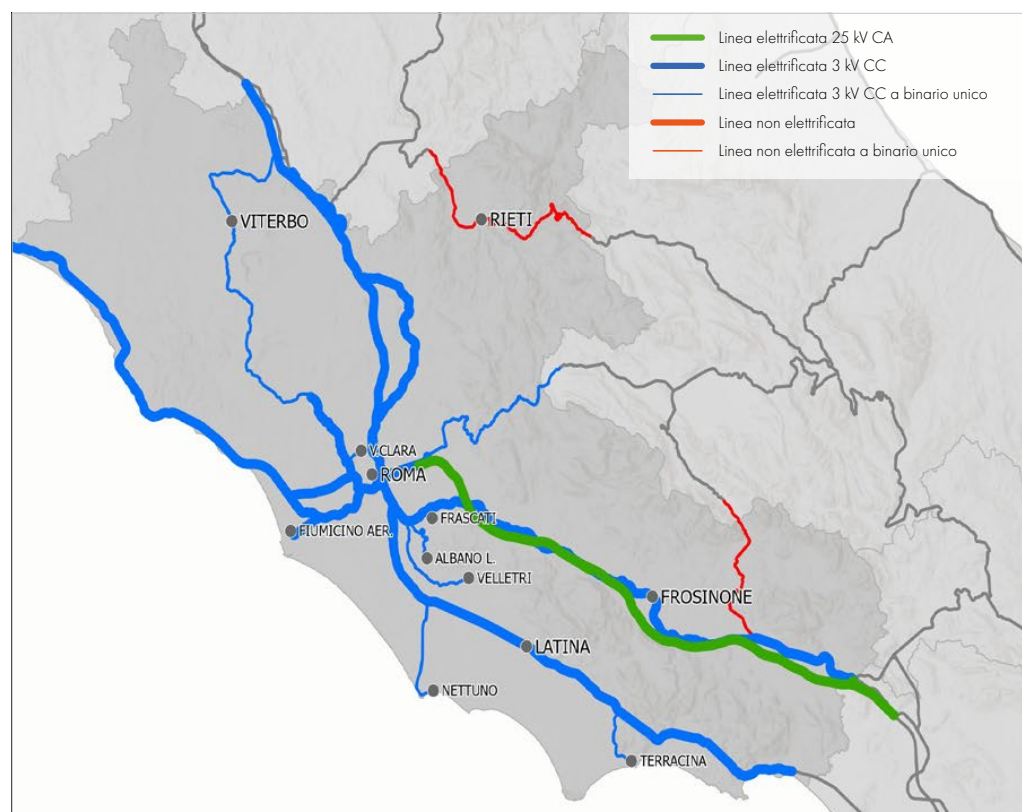 Linea elettrificata 25 kV CA
Linea elettrificata 3 kV CC
Linea elettrificata 3 kV CC a binario unico
Linea non elettrificata
Linea non elettrificata a binario unico
VITERBO
RIETI
V.CLARA
ROMA
FIUMICINO AER.
FRASCATI
ALBANO L.
VELLETRI
FROSINONE
LATINA
NETTUNO
TERRACINA